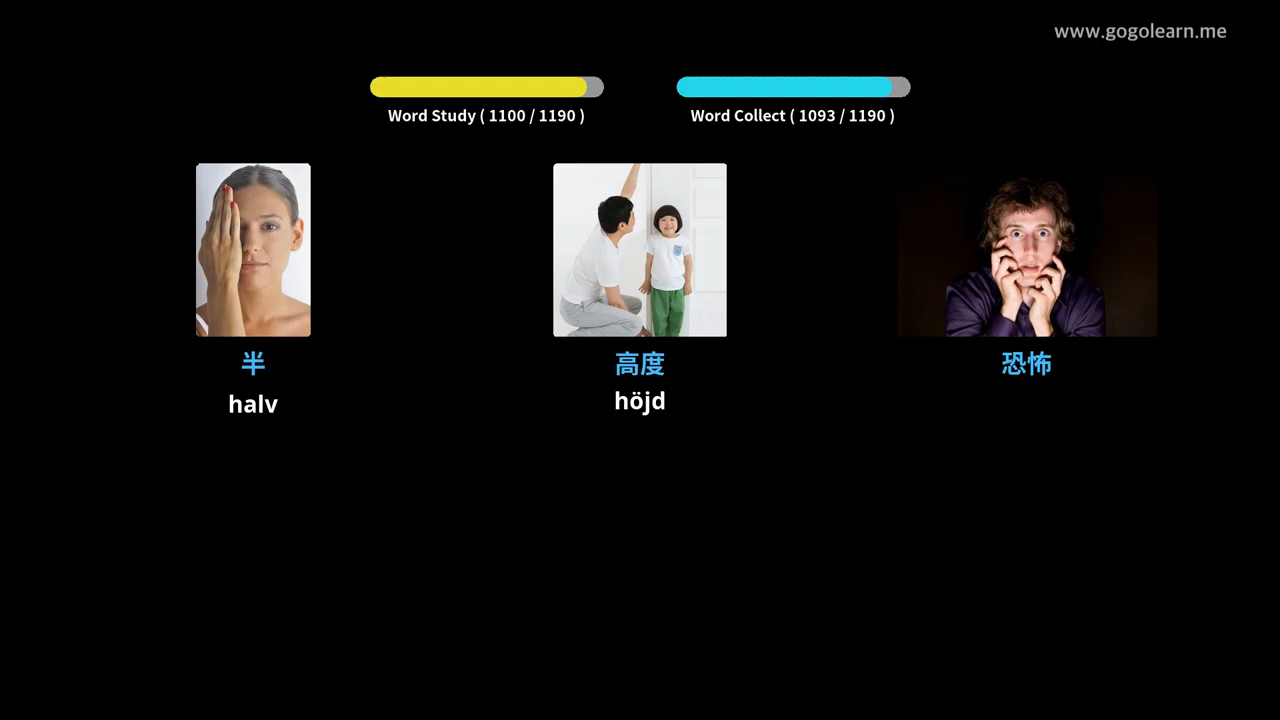 www.gogolearn.me
Word Study ( 1100 / 1190 )
Word Collect ( 1093 / 1190 )
半
halv
高度
höjd
恐怖